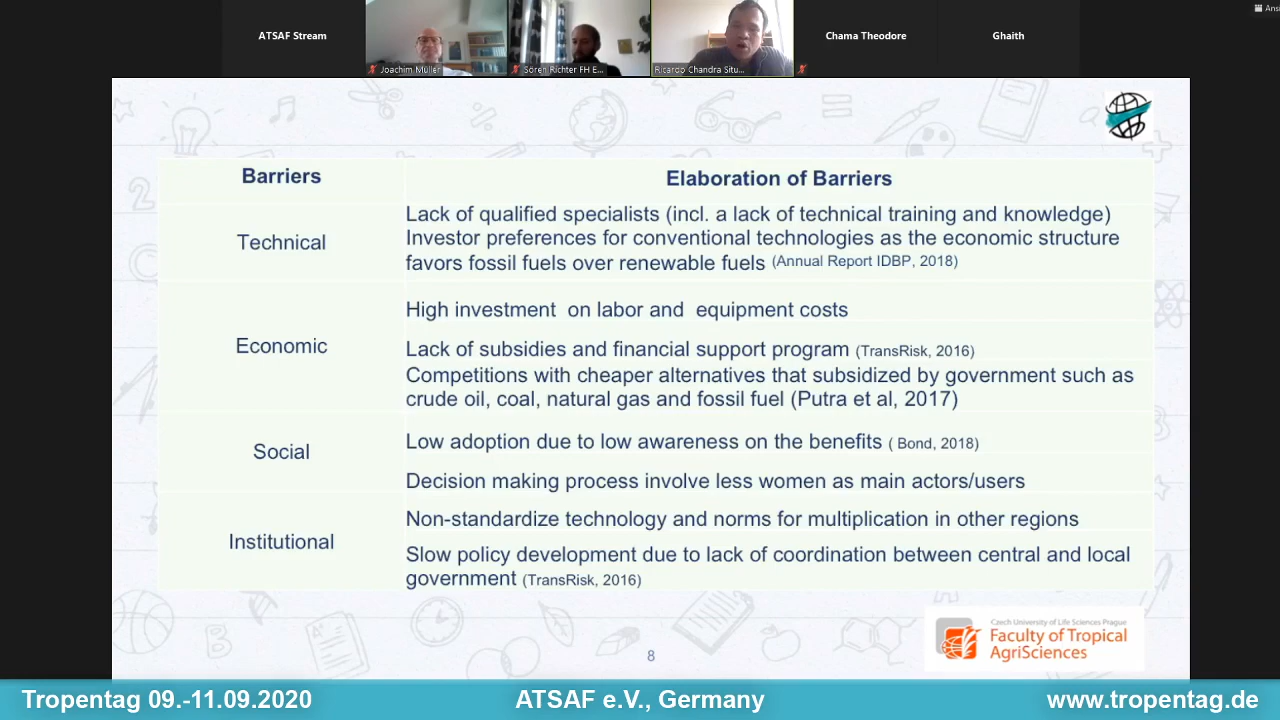 Ans
ATSAF Stream
Joachim Müller
Sören Richter FH E...
Ricardo Chandra Situ...
Chama Theodore
Ghaith
Barriers
Elaboration of Barriers
Technical
Lack of qualified specialists (incl. a lack of technical training and knowledge)
Investor preferences for conventional technologies as the economic structure
favors fossil fuels over renewable fuels (Annual Report IDBP, 2018)
Economic
High investment on labor and equipment costs
Lack of subsidies and financial support program (TransRisk, 2016)
Competitions with cheaper alternatives that subsidized by government such as
crude oil, coal, natural gas and fossil fuel (Putra et al, 2017)
Social
Low adoption due to low awareness on the benefits ( Bond, 2018)
Decision making process involve less women as main actors/users
Institutional
Non-standardize technology and norms for multiplication in other regions
Slow policy development due to lack of coordination between central and local
government (TransRisk, 2016)
8
Czech University of Life Sciences Prague
Faculty of Tropical
AgriSciences
Tropentag 09.-11.09.2020
ATSAF e.V., Germany
www.tropentag.de